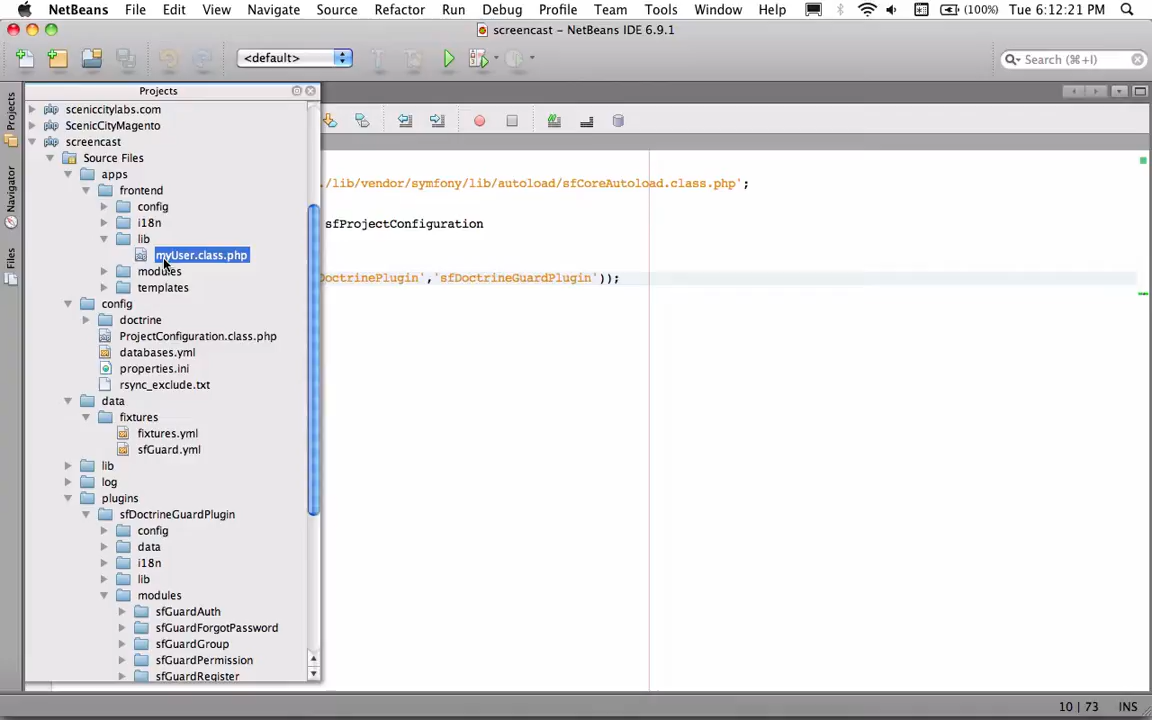 NetBeans File Edit View Navigate Source Refactor Run Debug Profile Team Tools Window Help (100%) Tue 6:12:21 PM
screencast – NetBeans IDE 6.9.1
<default> Search (⌘+I)
Projects
Projects
Navigator
Files
sceniccitylabs.com
ScenicCityMagento
screencast
Source Files
apps
frontend
config
i18n
lib
myUser.class.php
modules
templates
config
doctrine
ProjectConfiguration.class.php
databases.yml
properties.ini
rsync_exclude.txt
data
fixtures
fixtures.yml
sfGuard.yml
lib
log
plugins
sfDoctrineGuardPlugin
config
data
i18n
lib
modules
sfGuardAuth
sfGuardForgotPassword
sfGuardGroup
sfGuardPermission
sfGuardRegister
./lib/vendor/symfony/lib/autoload/sfCoreAutoload.class.php';
sfProjectConfiguration
DoctrinePlugin','sfDoctrineGuardPlugin'));
10 | 73 INS